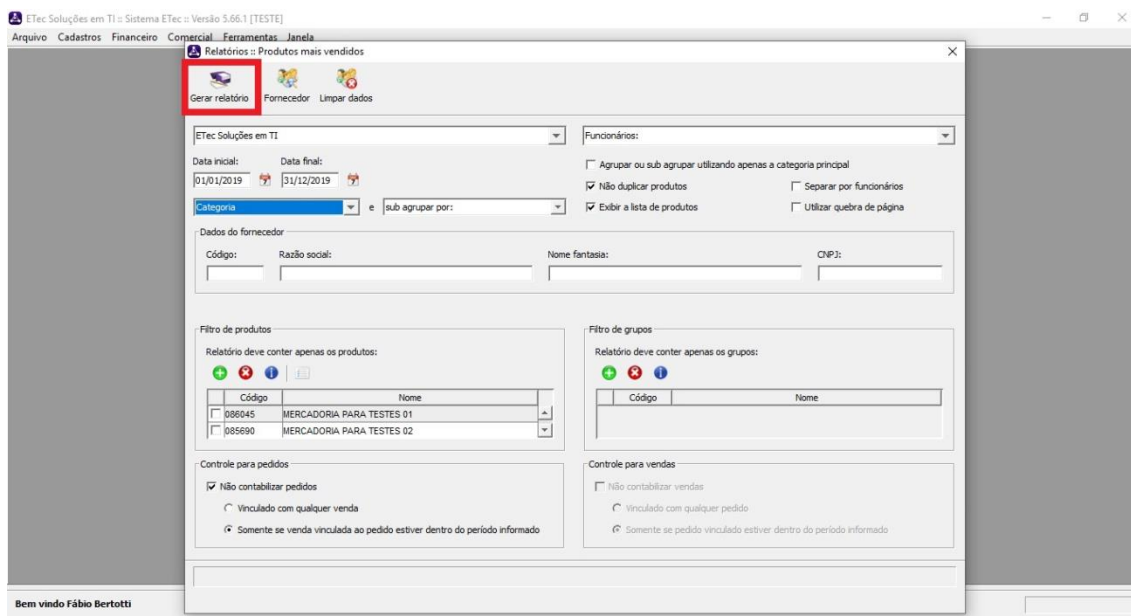 ETec Soluções em TI :: Sistema ETec :: Versão 5.66.1 [TESTE]
Arquivo Cadastros Financeiro Comercial Ferramentas Janela
Relatórios :: Produtos mais vendidos
Gerar relatório Fornecedor Limpar dados
ETec Soluções em TI Funcionários:
Data inicial: Data final: Agrupar ou sub agrupar utilizando apenas a categoria principal
01/01/2019 31/12/2019 Não duplicar produtos Separar por funcionários
Categoria e sub agrupar por: Exibir a lista de produtos Utilizar quebra de página
Dados do fornecedor
Código: Razão social: Nome fantasia: CNPJ:
Filtro de produtos Filtro de grupos
Relatório deve conter apenas os produtos: Relatório deve conter apenas os grupos:
Código Nome Código Nome
086045 MERCADORIA PARA TESTES 01
085690 MERCADORIA PARA TESTES 02
Controle para pedidos Controle para vendas
Não contabilizar pedidos Não contabilizar vendas
Vinculado com qualquer venda Vinculado com qualquer pedido
Somente se venda vinculada ao pedido estiver dentro do período informado Somente se pedido vinculado estiver dentro do período informado
Bem vindo Fábio Bertotti